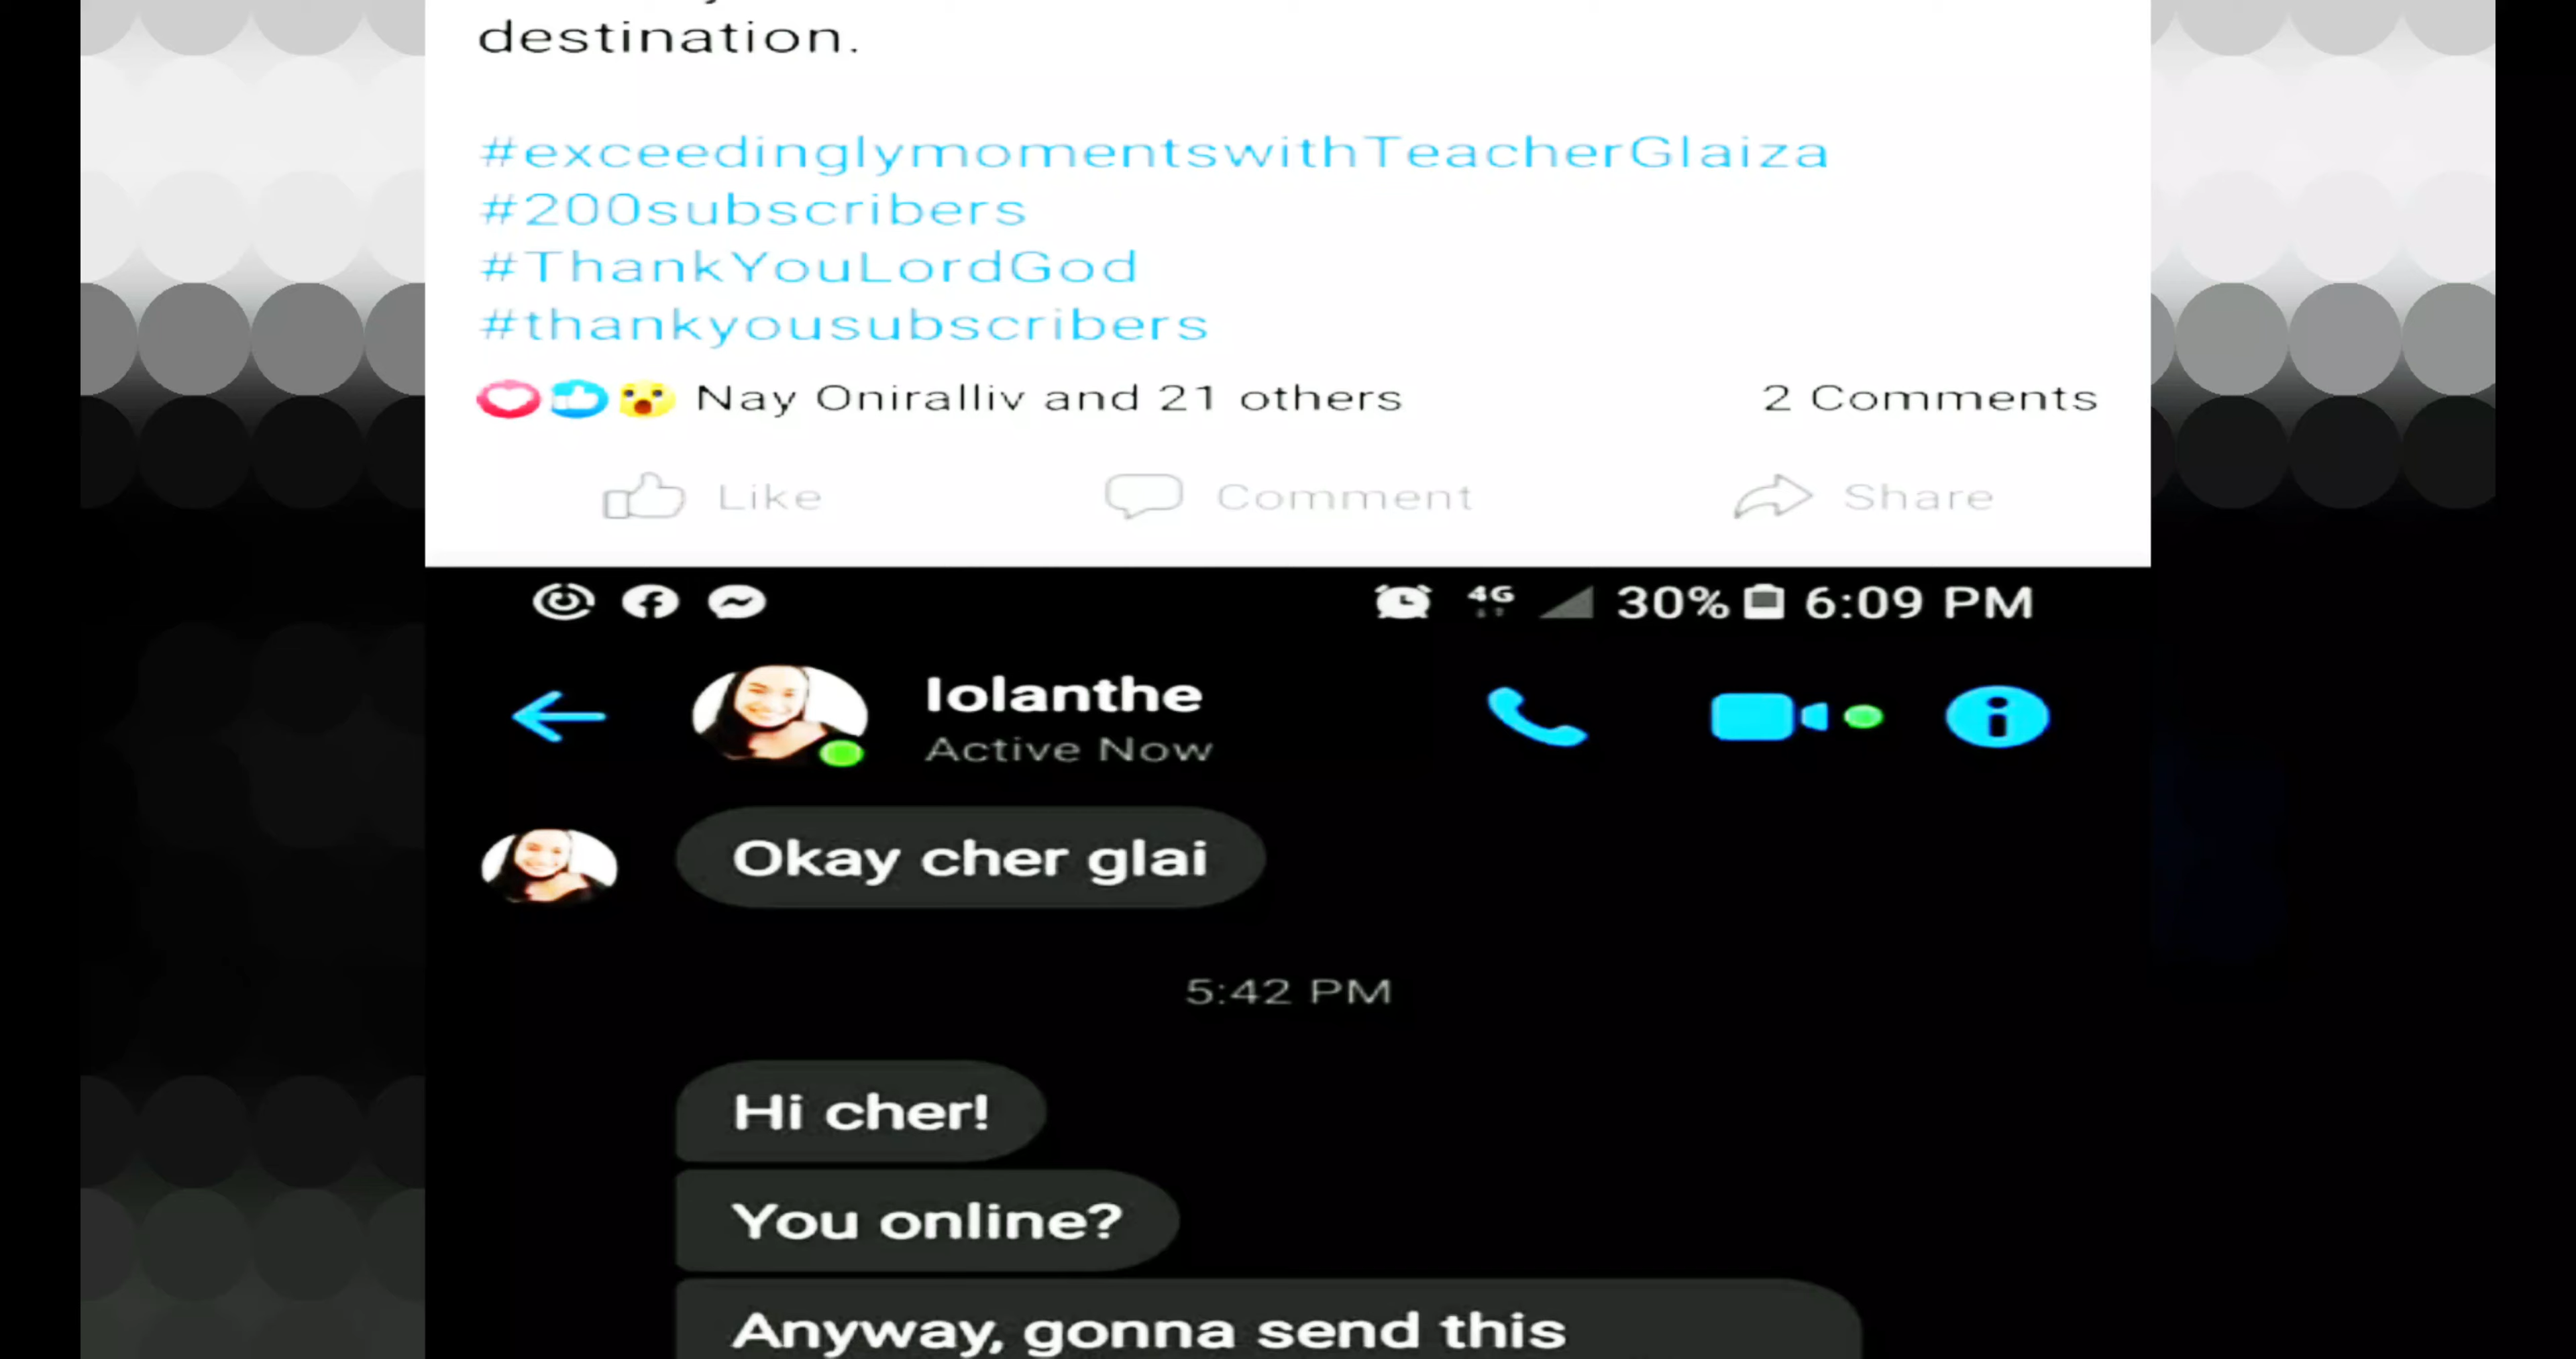 destination.
#exceedinglymomentswithTeacherGlaiza
#200subscribers
#ThankYouLordGod
#thankyousubscribers
Nay Oniralliv and 21 others 2 Comments
Like Comment Share
4G 30% 6:09 PM
Iolanthe
Active Now
Okay cher glai
5:42 PM
Hi cher!
You online?
Anyway, gonna send this